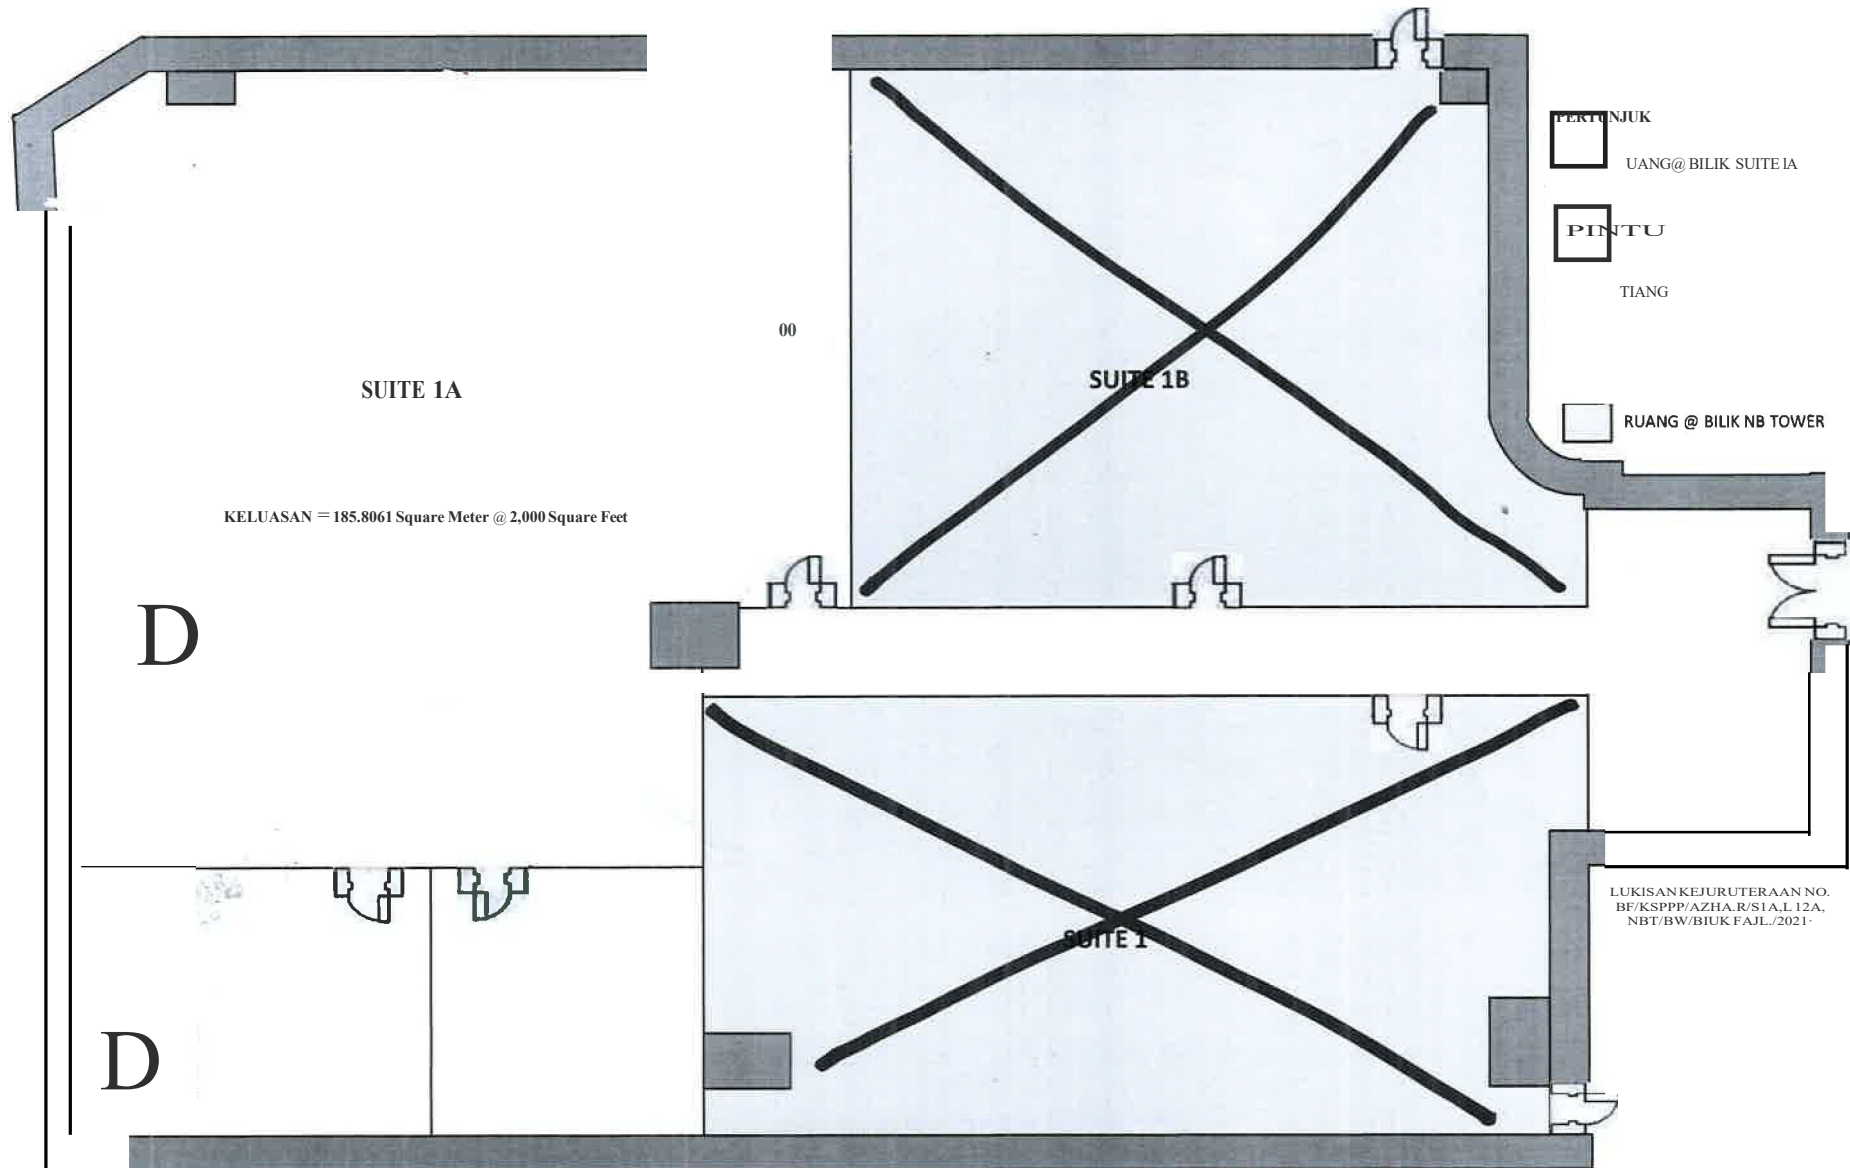 PERTUNJUK
UANG@ BILIK SUITE lA
PINTU
TIANG
00
SUITE 1A
SUITE 1B
RUANG @ BILIK NB TOWER
KELUASAN = 185.8061 Square Meter @ 2,000 Square Feet
D
LUKISAN KEJURUTERAAN NO.
BF/KSPPP/AZHA.R/S1A,L 12A,
NBT/BW/BIUK FAJL./2021·
SUITE 1
D